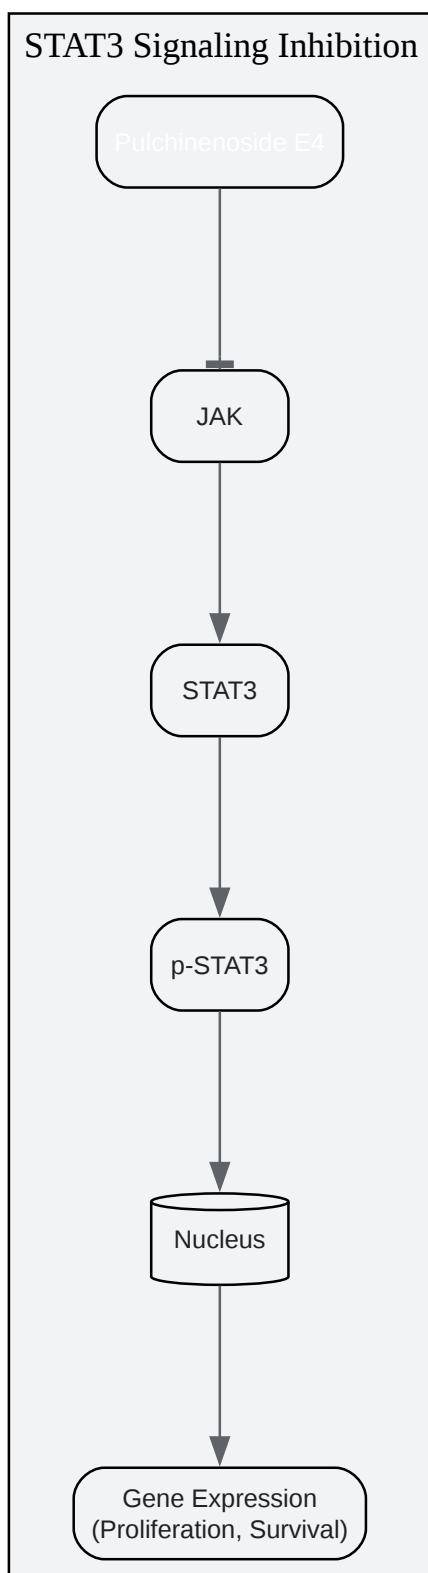 STAT3 Signaling Inhibition
Pulchinenoside E4
JAK
STAT3
p-STAT3
Nucleus
Gene Expression
(Proliferation, Survival)